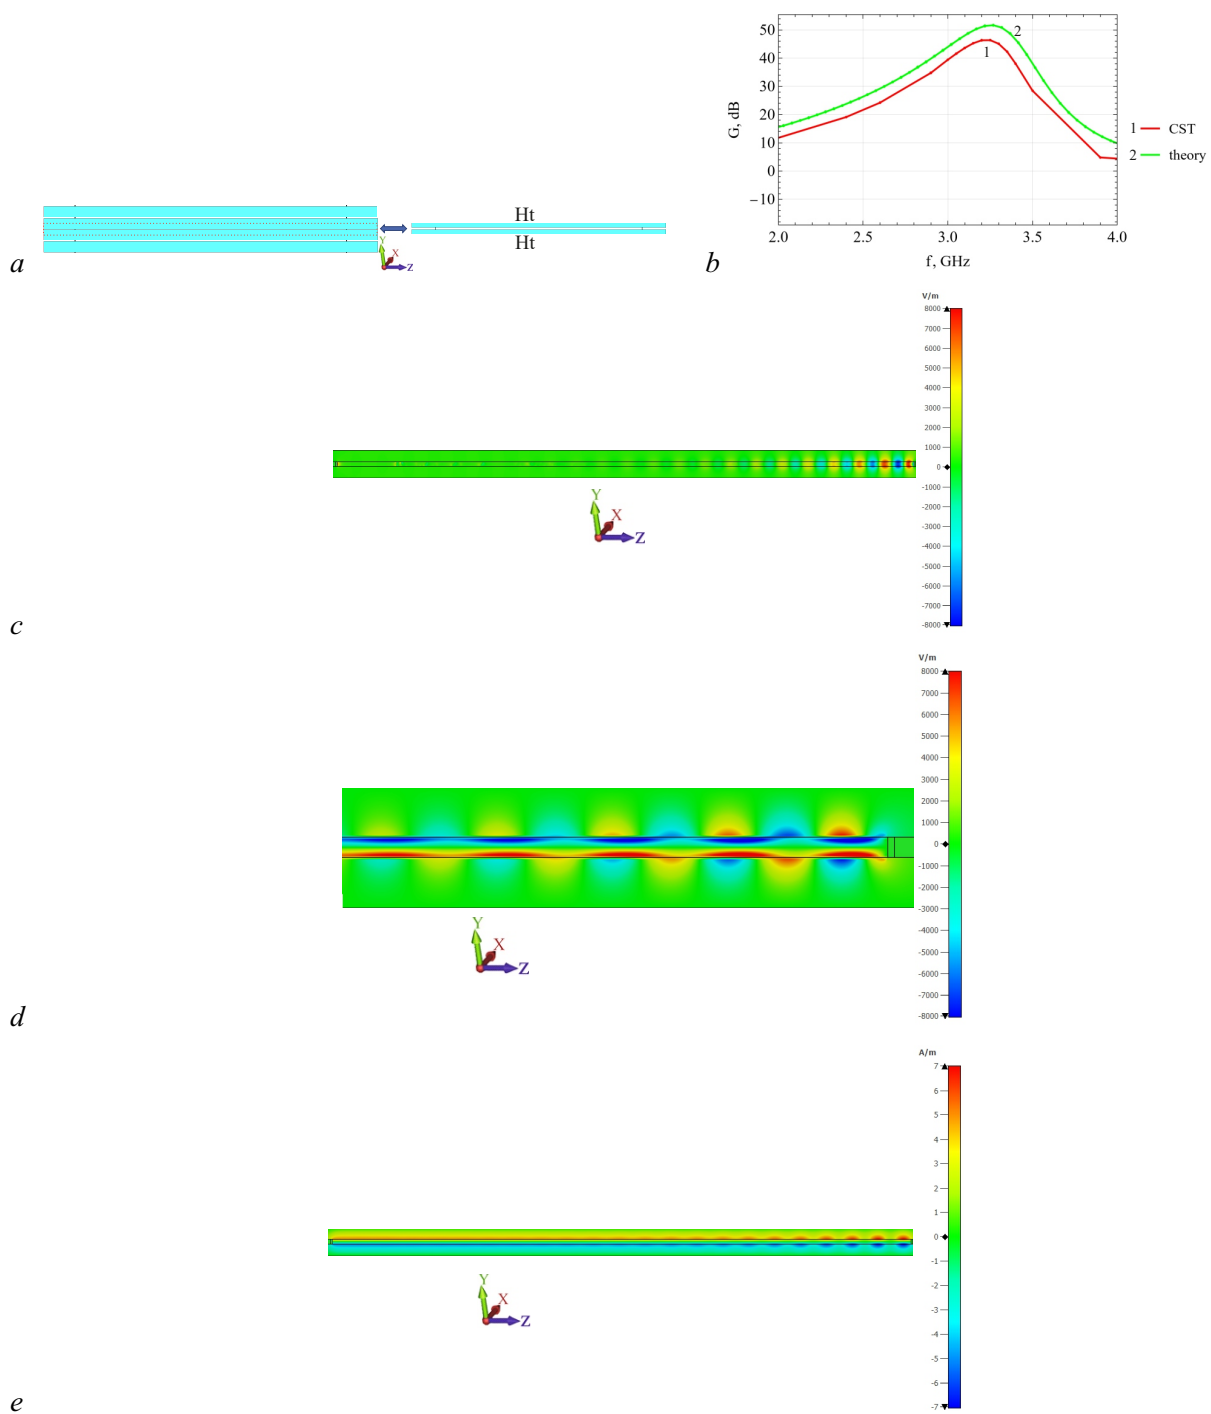 Ht
Ht
Y
X
Z
a
50
40
30
20
10
0
−10
G, dB
2.0 2.5 3.0 3.5 4.0
f, GHz
1
2
1 CST
2 theory
b
V/m
8000
7000
6000
5000
4000
3000
2000
1000
0
-1000
-2000
-3000
-4000
-5000
-6000
-7000
-8000
Y
X
Z
c
V/m
8000
7000
6000
5000
4000
3000
2000
1000
0
-1000
-2000
-3000
-4000
-5000
-6000
-7000
-8000
Y
X
Z
d
A/m
7
6
5
4
3
2
1
0
-1
-2
-3
-4
-5
-6
-7
Y
X
Z
e